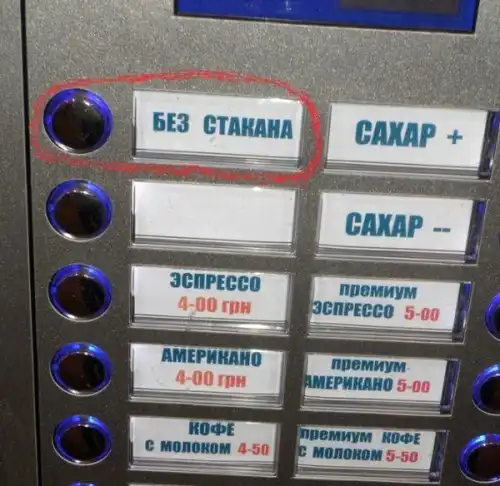 БЕЗ СТАКАНА
САХАР +
САХАР --
ЭСПРЕССО
4-00 грн
премиум
ЭСПРЕССО 5-00
АМЕРИКАНО
4-00 грн
премиум
АМЕРИКАНО 5-00
КОФЕ
С МОЛОКОМ 4-50
премиум КОФЕ
С МОЛОКОМ 5-50